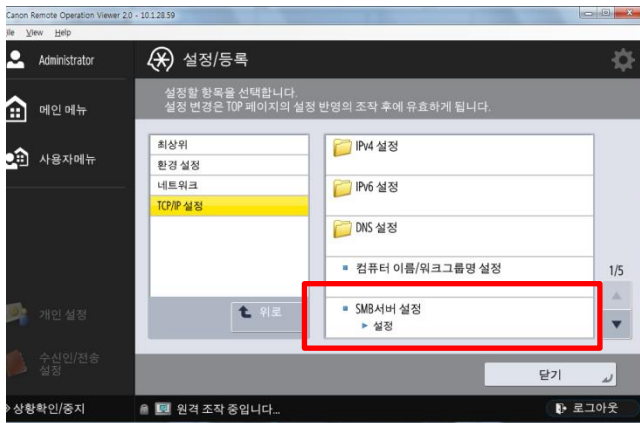 Canon Remote Operation Viewer 2.0 - 10.1.28.59
View Help
Administrator
설정/등록
설정할 항목을 선택합니다.
설정 변경은 TOP 페이지의 설정 반영의 조작 후에 유효하게 됩니다.
메인 메뉴
사용자메뉴
최상위
환경 설정
네트워크
TCP/IP 설정
IPv4 설정
IPv6 설정
DNS 설정
컴퓨터 이름/워크그룹명 설정
SMB서버 설정
설정
1/5
위로
개인 설정
수신인/전송
설정
닫기
상황확인/중지
원격 조작 중입니다...
로그아웃